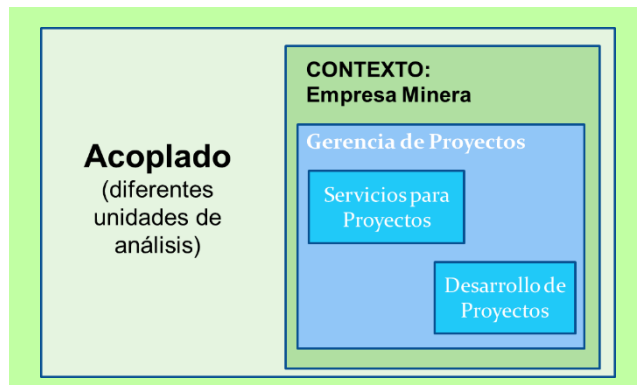 Acoplado
(diferentes
unidades de
análisis)
CONTEXTO:
Empresa Minera
Gerencia de Proyectos
Servicios para
Proyectos
Desarrollo de
Proyectos